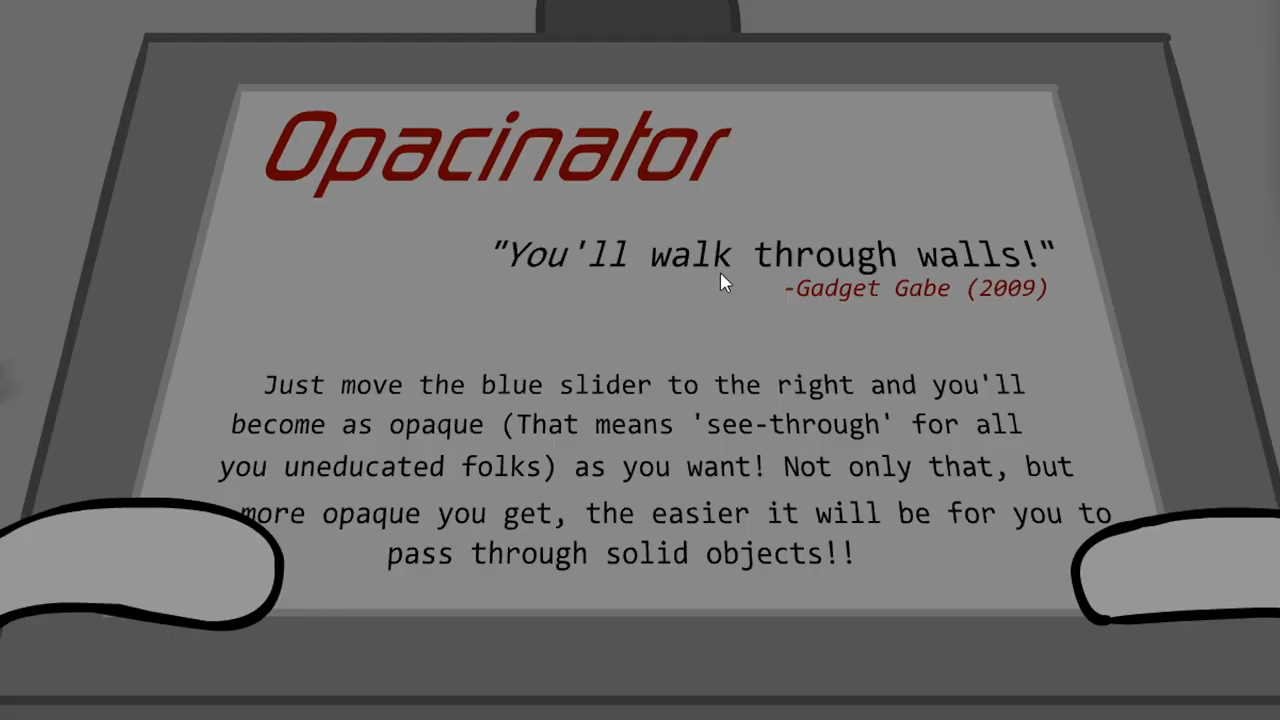 Opacinator
"You'll walk through walls!"
-Gadget Gabe (2009)
Just move the blue slider to the right and you'll
become as opaque (That means 'see-through' for all
you uneducated folks) as you want! Not only that, but
more opaque you get, the easier it will be for you to
pass through solid objects!!